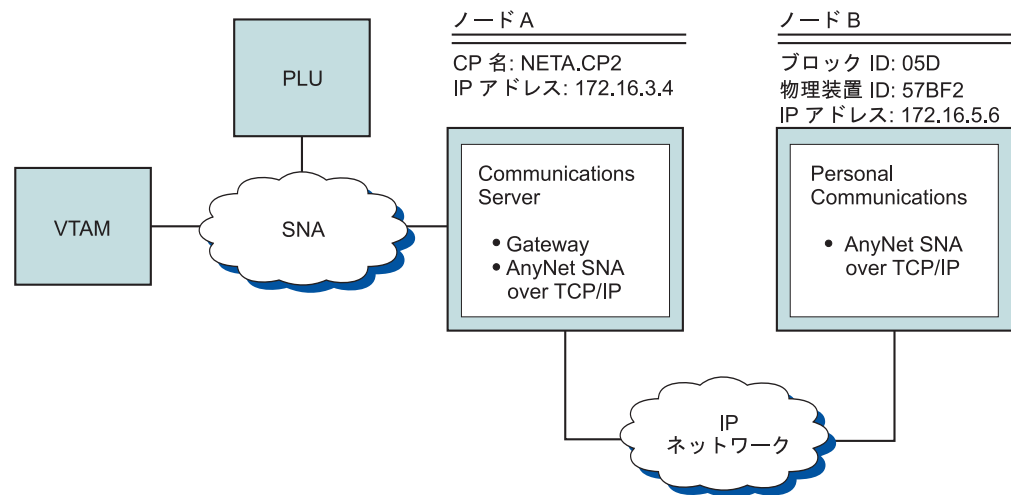 ノード A
CP 名: NETA.CP2
IP アドレス: 172.16.3.4
ノード B
ブロック ID: 05D
物理装置 ID: 57BF2
IP アドレス: 172.16.5.6
PLU
VTAM
SNA
Communications
Server
• Gateway
• AnyNet SNA
over TCP/IP
Personal
Communications
• AnyNet SNA
over TCP/IP
IP
ネットワーク